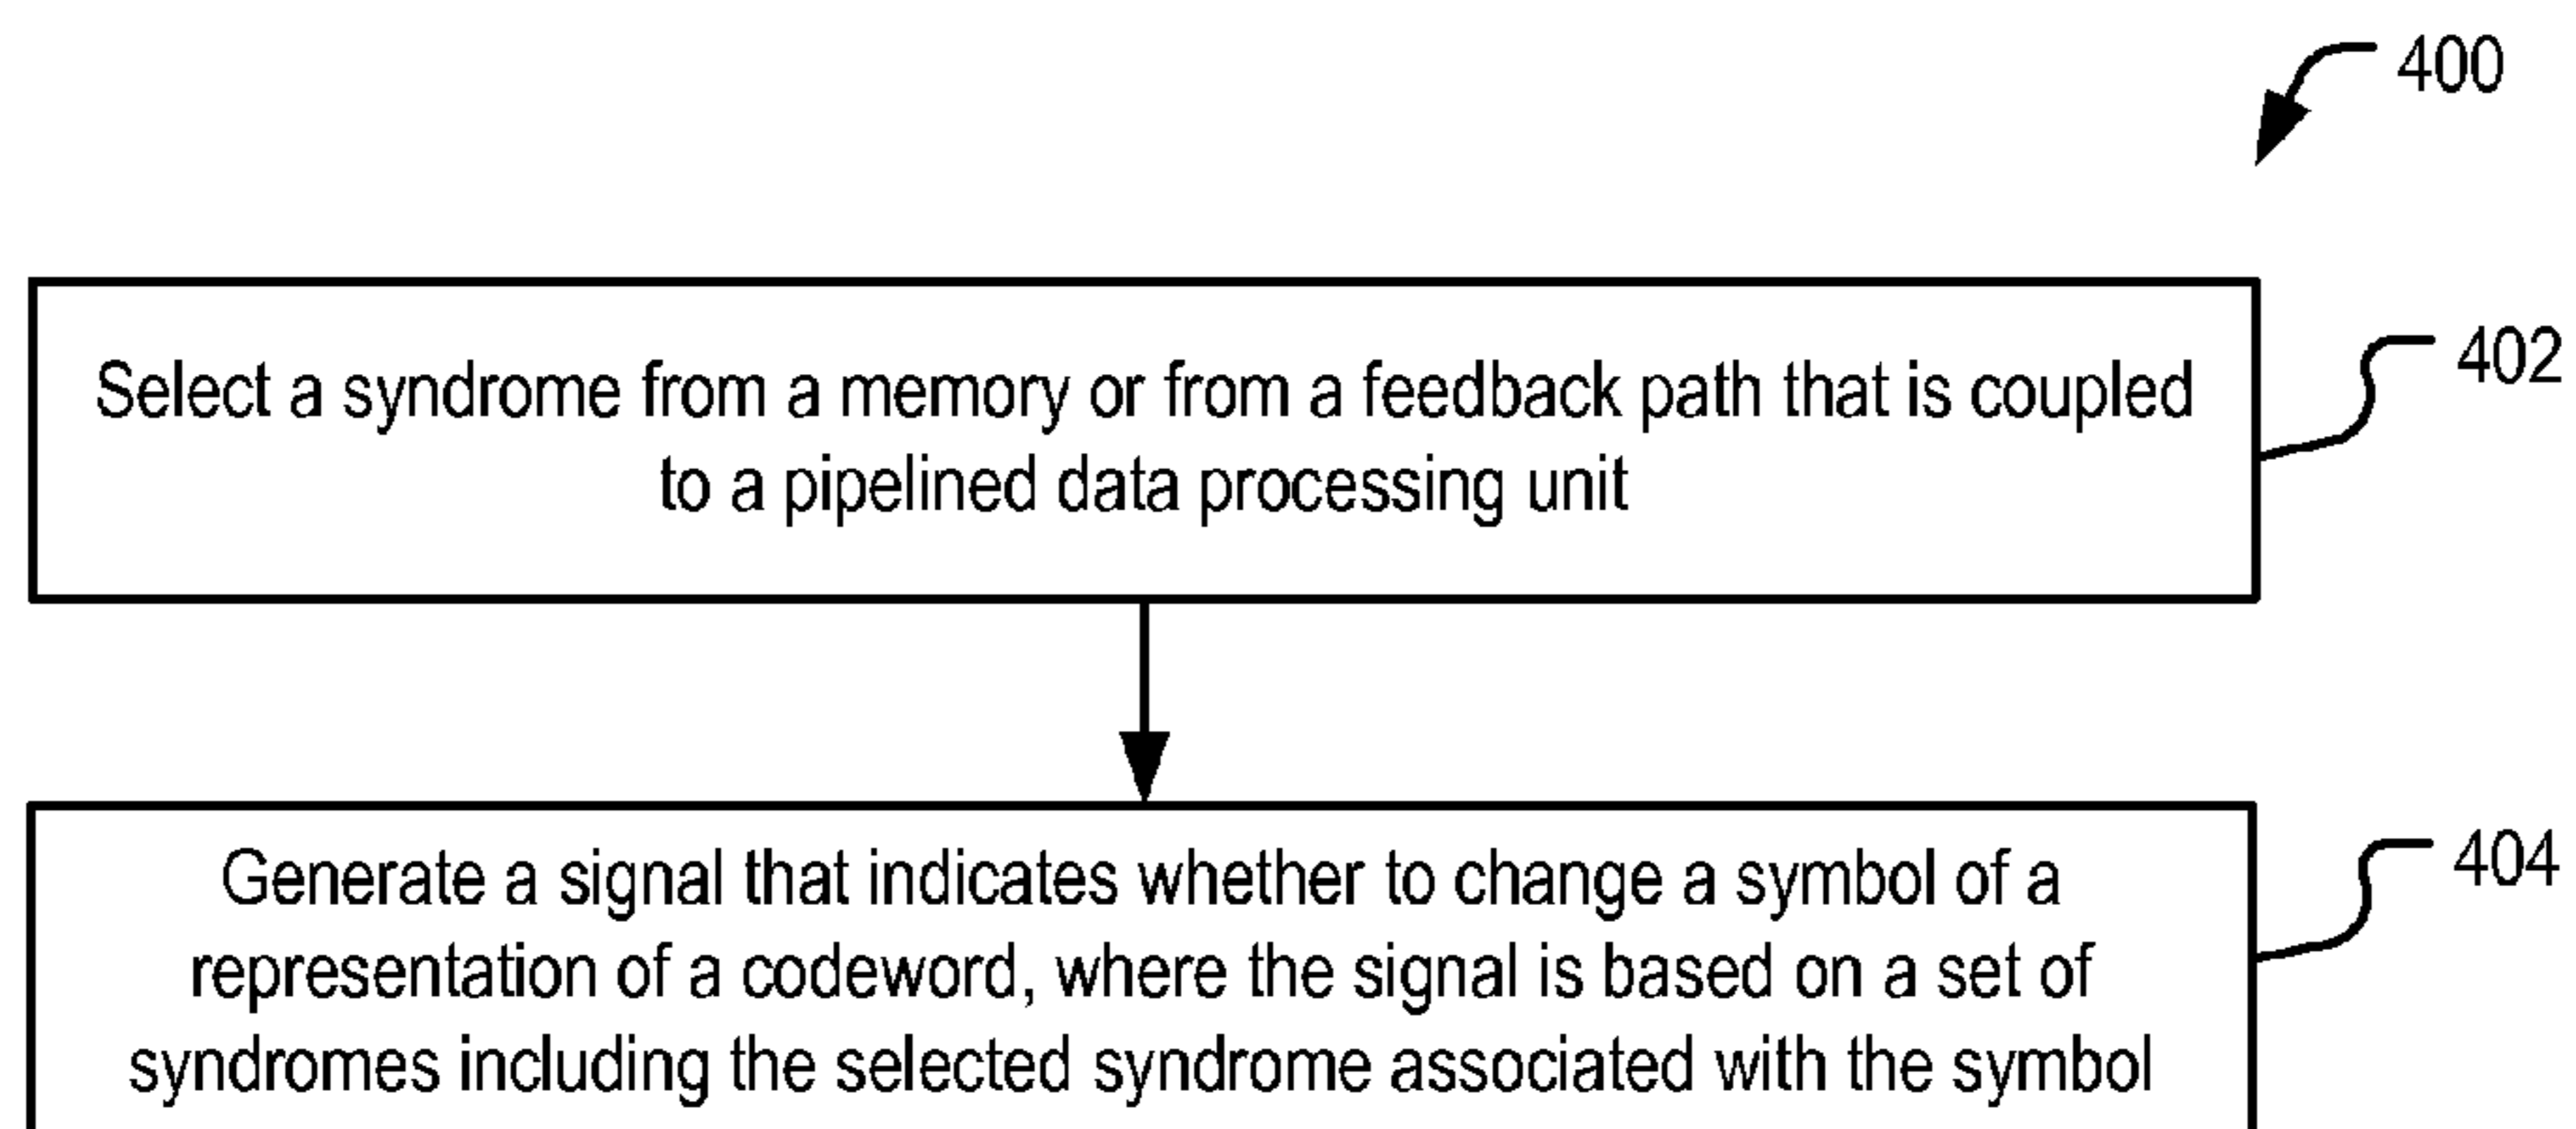 400
Select a syndrome from a memory or from a feedback path that is coupled
to a pipelined data processing unit
402
Generate a signal that indicates whether to change a symbol of a
representation of a codeword, where the signal is based on a set of
syndromes including the selected syndrome associated with the symbol
404